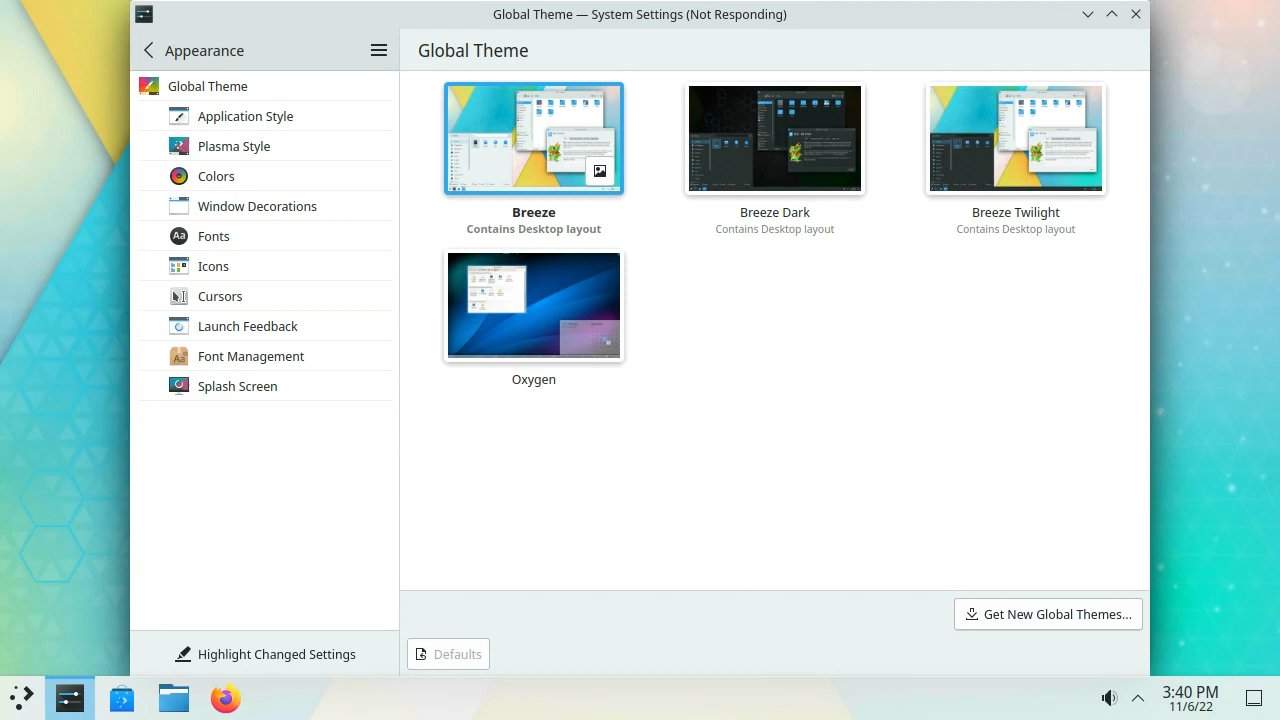 Global Theme — System Settings (Not Responding)
Appearance
Global Theme
Global Theme
Application Style
Plasma Style
Colors
Window Decorations
Fonts
Icons
Cursors
Launch Feedback
Font Management
Splash Screen
Highlight Changed Settings
Breeze
Contains Desktop layout
Breeze Dark
Contains Desktop layout
Breeze Twilight
Contains Desktop layout
Oxygen
Get New Global Themes...
Defaults
3:40 PM
11/6/22